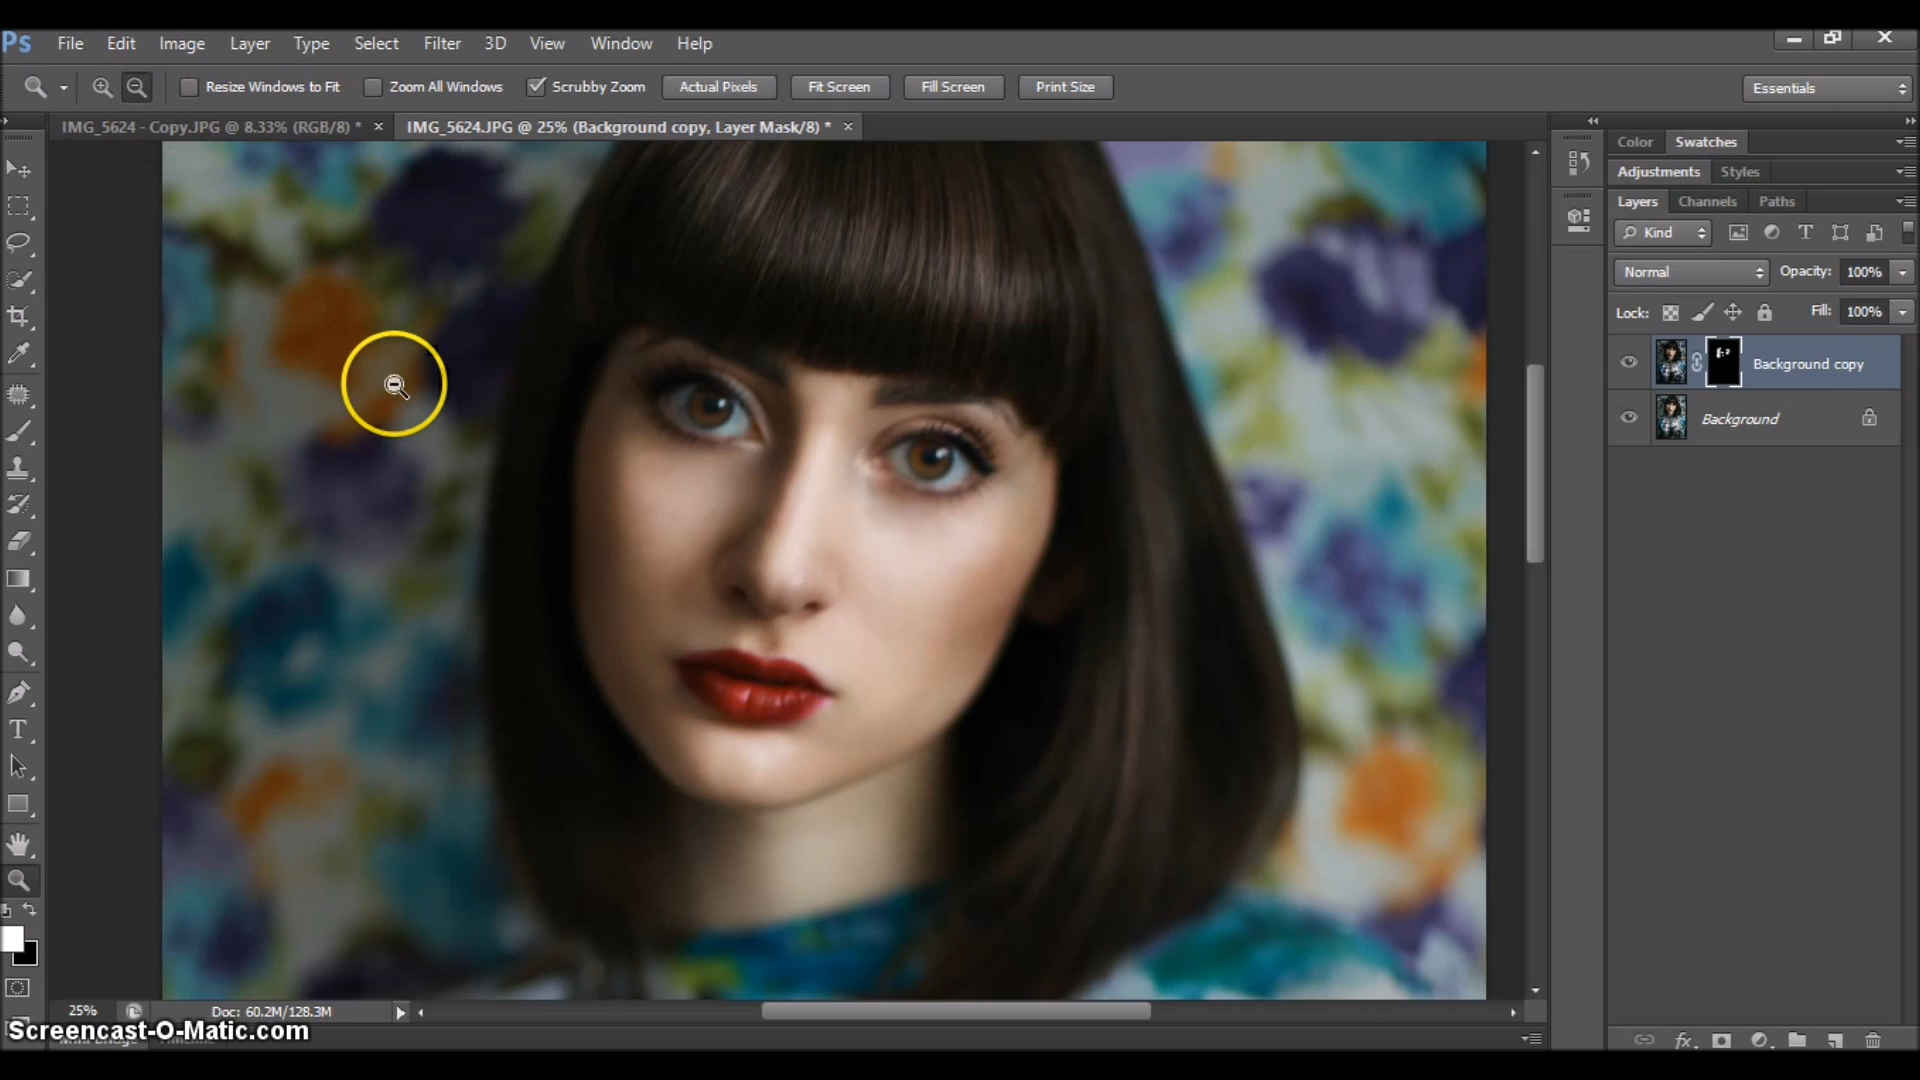 Ps File Edit Image Layer Type Select Filter 3D View Window Help
Resize Windows to Fit Zoom All Windows Scrubby Zoom Actual Pixels Fit Screen Fill Screen Print Size Essentials
IMG_5624 - Copy.JPG @ 8.33% (RGB/8) * × IMG_5624.JPG @ 25% (Background copy, Layer Mask/8) * ×
Color Swatches
Adjustments Styles
Layers Channels Paths
Kind
Normal Opacity: 100%
Lock: Fill: 100%
Background copy
Background
25% Doc: 60.2M/128.3M
Screencast-O-Matic.com